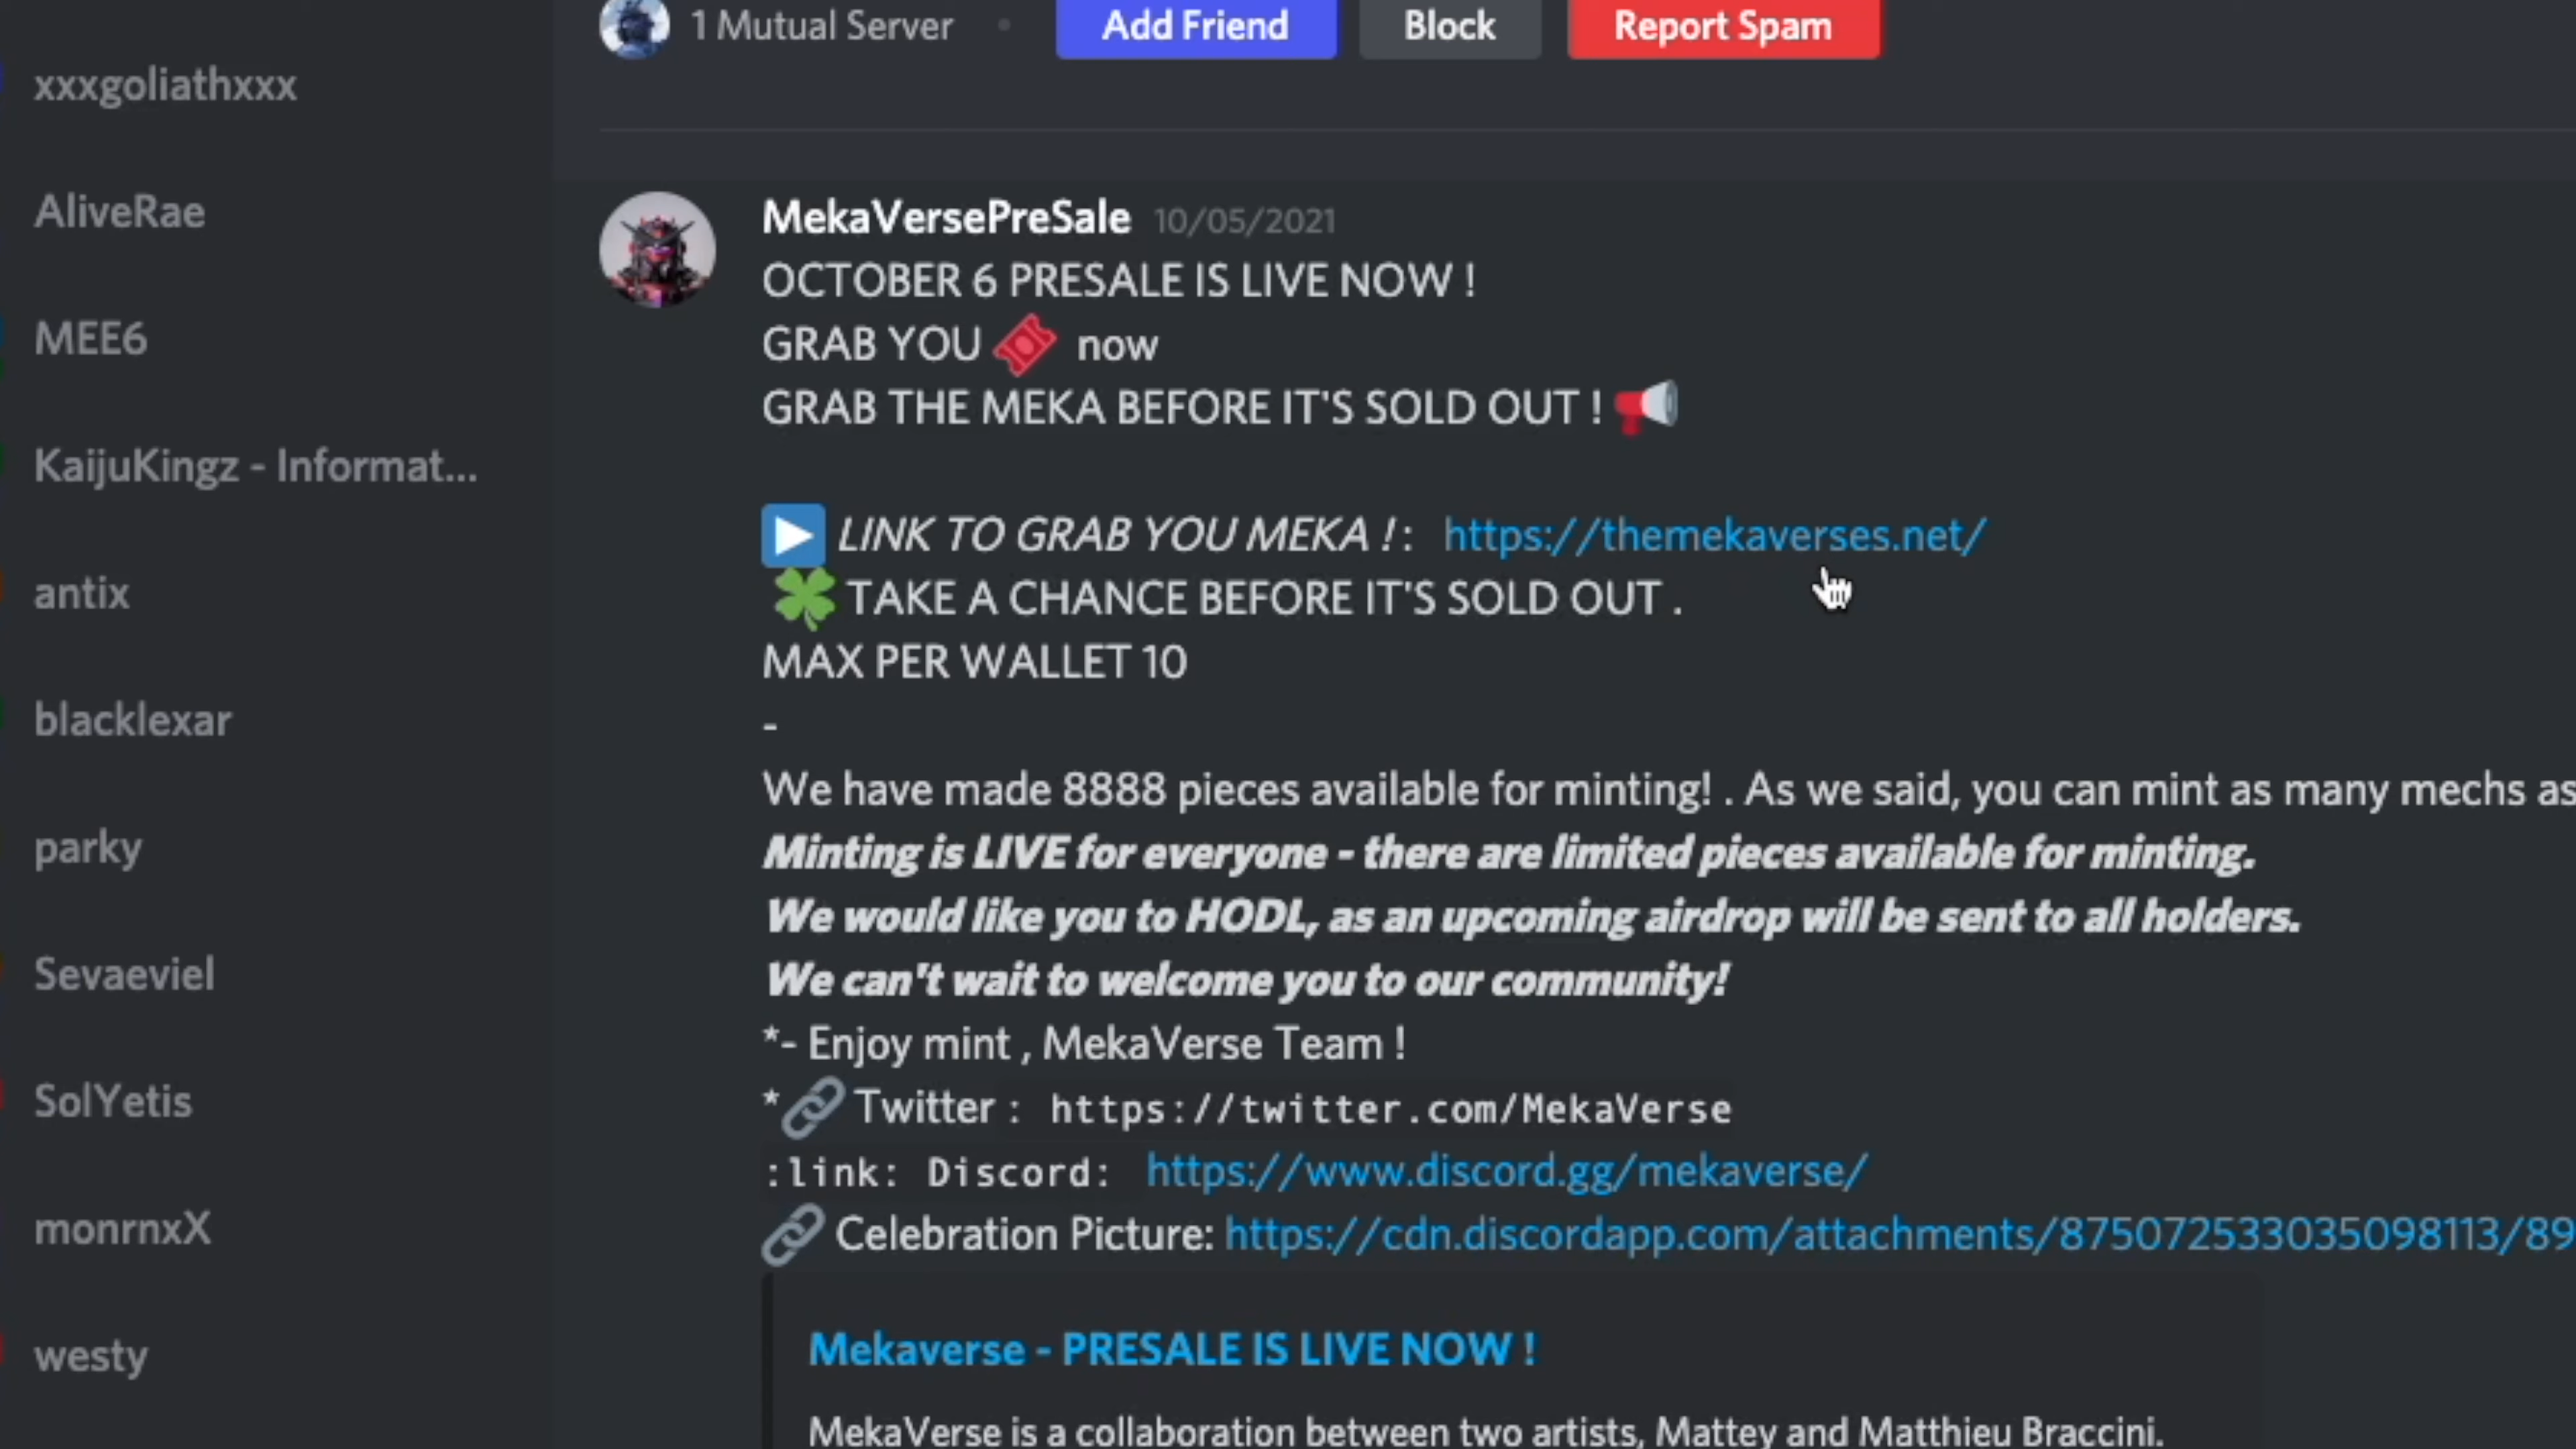 1 Mutual Server
Add Friend
Block
Report Spam
xxxgoliathxxx
AliveRae
MEE6
KaijuKingz - Informat...
antix
blacklexar
parky
Sevaeviel
SolYetis
monrnxX
westy
MekaVersePreSale 10/05/2021
OCTOBER 6 PRESALE IS LIVE NOW !
GRAB YOU now
GRAB THE MEKA BEFORE IT'S SOLD OUT !
LINK TO GRAB YOU MEKA ! : https://themekaverses.net/
TAKE A CHANCE BEFORE IT'S SOLD OUT .
MAX PER WALLET 10
-
We have made 8888 pieces available for minting! . As we said, you can mint as many mechs as
Minting is LIVE for everyone - there are limited pieces available for minting.
We would like you to HODL, as an upcoming airdrop will be sent to all holders.
We can't wait to welcome you to our community!
*- Enjoy mint , MekaVerse Team !
* Twitter : https://twitter.com/MekaVerse
:link: Discord: https://www.discord.gg/mekaverse/
Celebration Picture: https://cdn.discordapp.com/attachments/875072533035098113/89
Mekaverse - PRESALE IS LIVE NOW !
MekaVerse is a collaboration between two artists, Mattey and Matthieu Braccini.